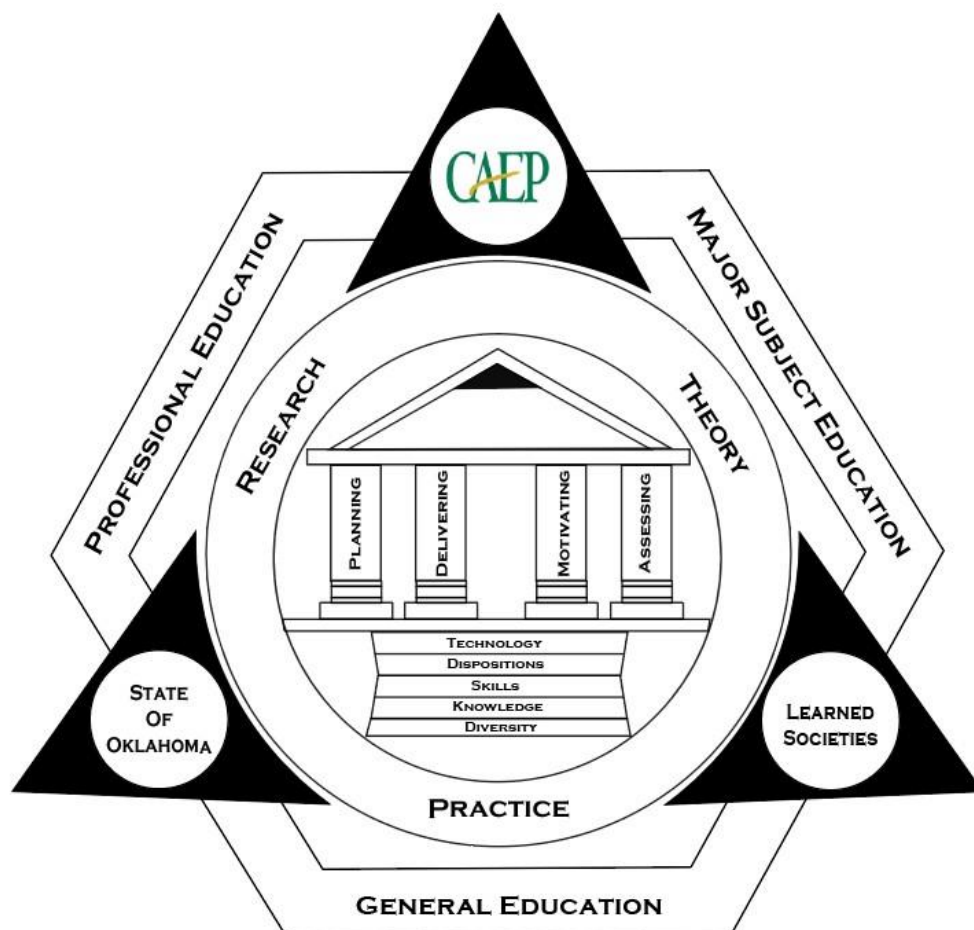 CAEP
PROFESSIONAL EDUCATION
MAJOR SUBJECT EDUCATION
RESEARCH
THEORY
PLANNING
DELIVERING
MOTIVATING
ASSESSING
TECHNOLOGY
DISPOSITIONS
SKILLS
KNOWLEDGE
DIVERSITY
STATE
OF
OKLAHOMA
LEARNED
SOCIETIES
PRACTICE
GENERAL EDUCATION